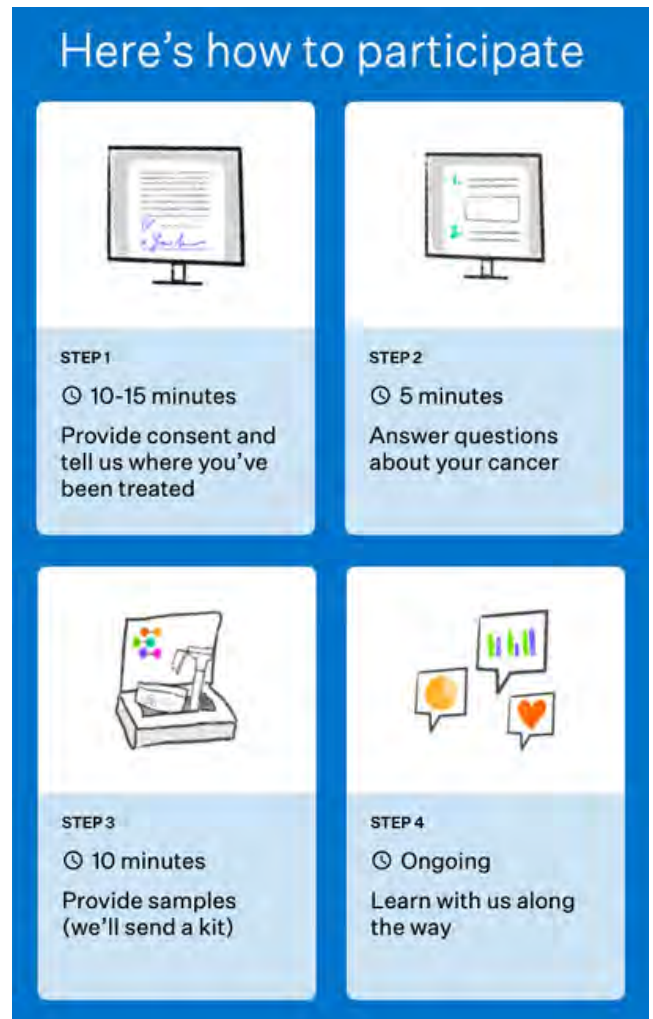 Here's how to participate
STEP 1
10-15 minutes
Provide consent and
tell us where you've
been treated
STEP 2
5 minutes
Answer questions
about your cancer
1.
2.
STEP 3
10 minutes
Provide samples
(we'll send a kit)
STEP 4
Ongoing
Learn with us along
the way